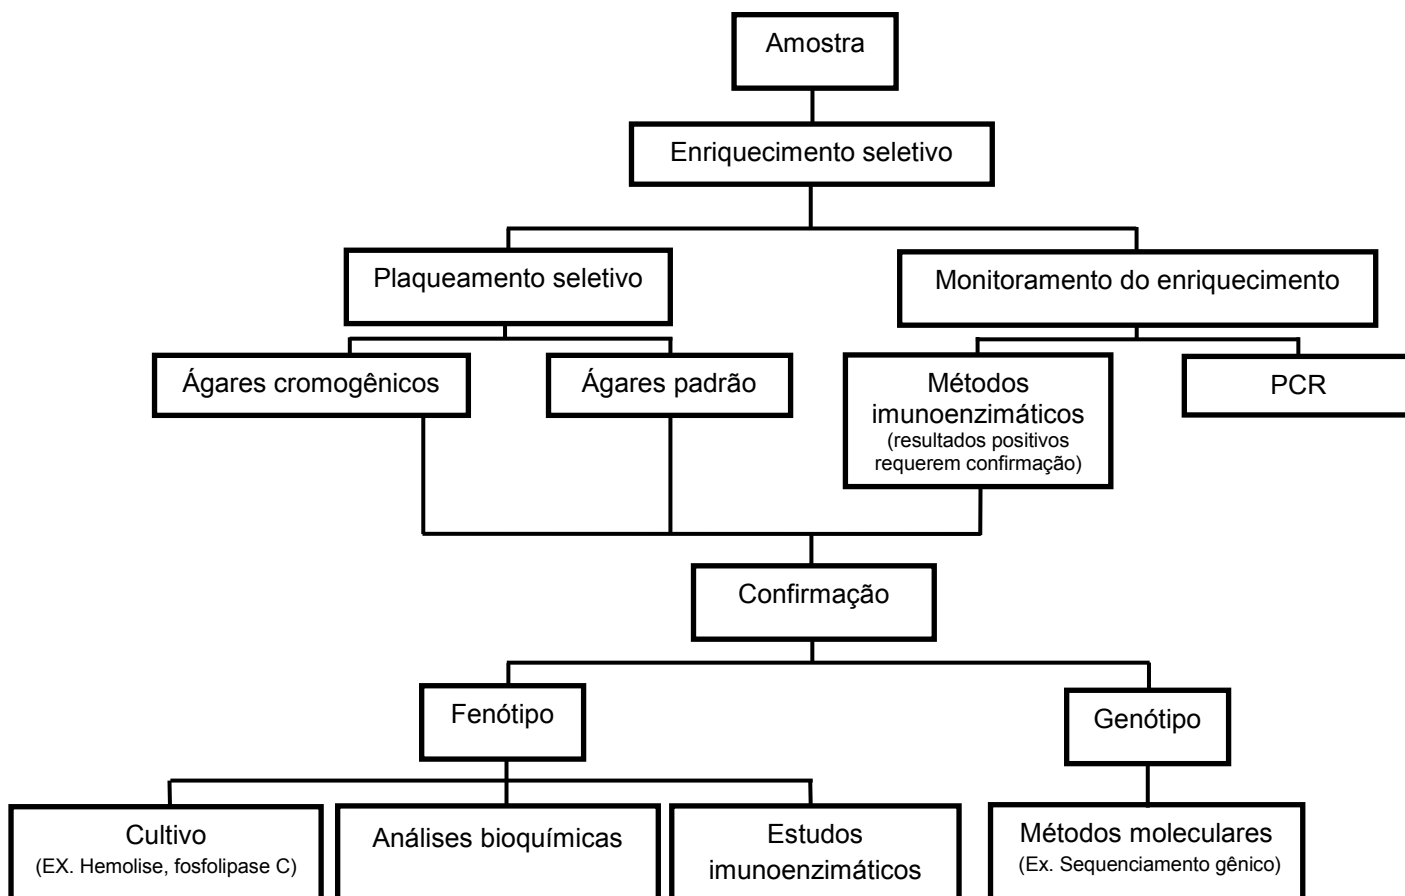 Amostra
Enriquecimento seletivo
Plaqueamento seletivo
Monitoramento do enriquecimento
Ágares cromogênicos
Ágares padrão
Métodos
imunoenzimáticos
(resultados positivos
requerem confirmação)
PCR
Confirmação
Fenótipo
Genótipo
Cultivo
(EX. Hemolise, fosfolipase C)
Análises bioquímicas
Estudos
imunoenzimáticos
Métodos moleculares
(Ex. Sequenciamento gênico)